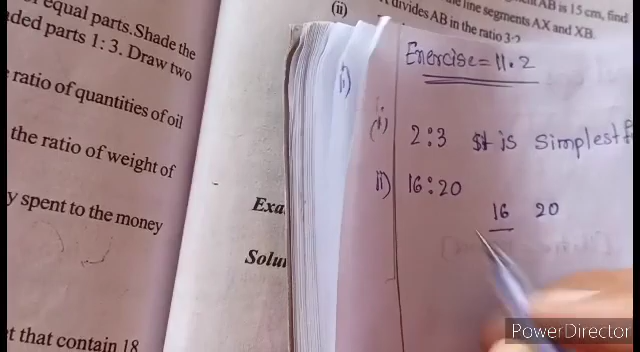 equal parts. Shade the
ded parts 1 : 3. Draw two
ratio of quantities of oil
the ratio of weight of
y spent to the money
t that contain 18
(ii)
the line segments AX and XB.
AB is 15 cm, find
divides AB in the ratio 3:2
Exa
Solu
Exercise = 11.2
i)
(i) 2:3 It is simplest f
ii) 16:20
16 20
PowerDirector